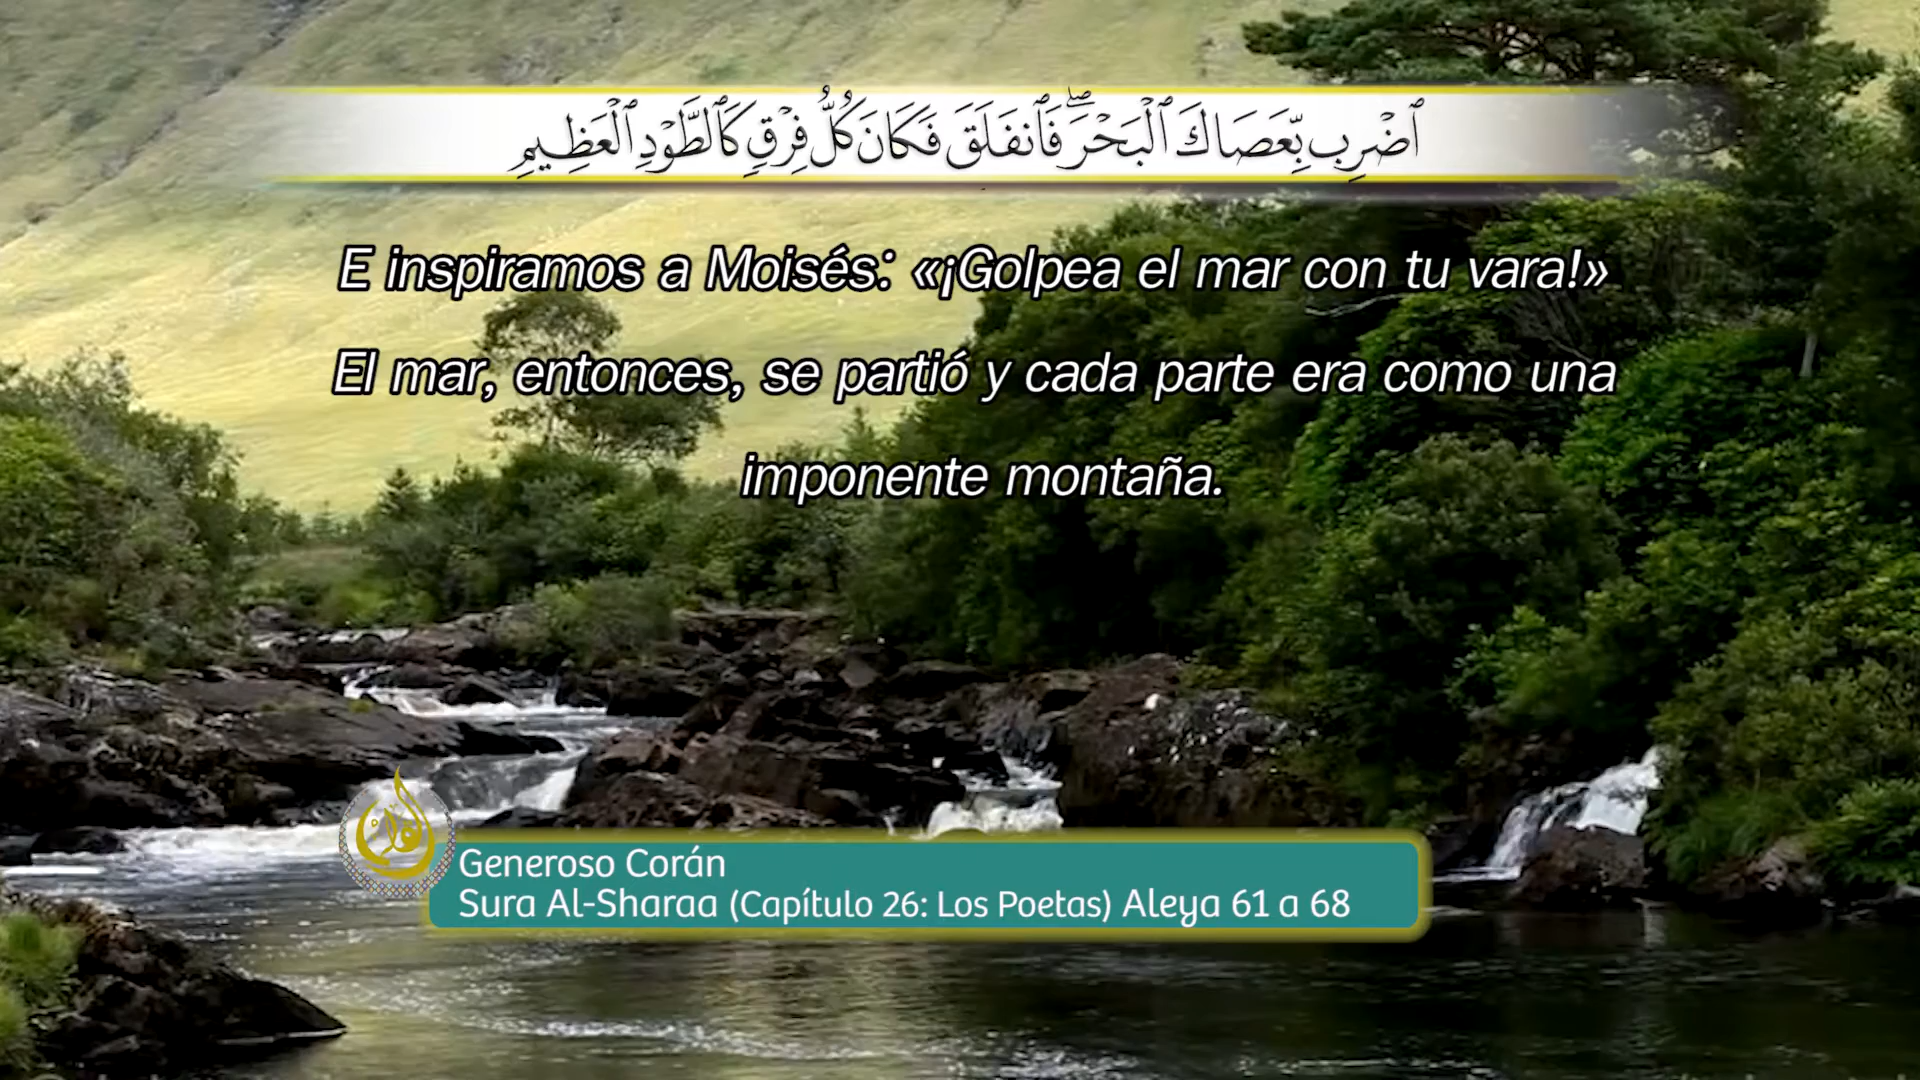 ٱضْرِب بِّعَصَاكَ ٱلْبَحْرَۖ فَٱنفَلَقَ فَكَانَ كُلُّ فِرْقٍۢ كَٱلطَّوْدِ ٱلْعَظِيمِ
E inspiramos a Moisés: «¡Golpea el mar con tu vara!»
El mar, entonces, se partió y cada parte era como una
imponente montaña.
Generoso Corán
Sura Al-Sharaa (Capítulo 26: Los Poetas) Aleya 61 a 68